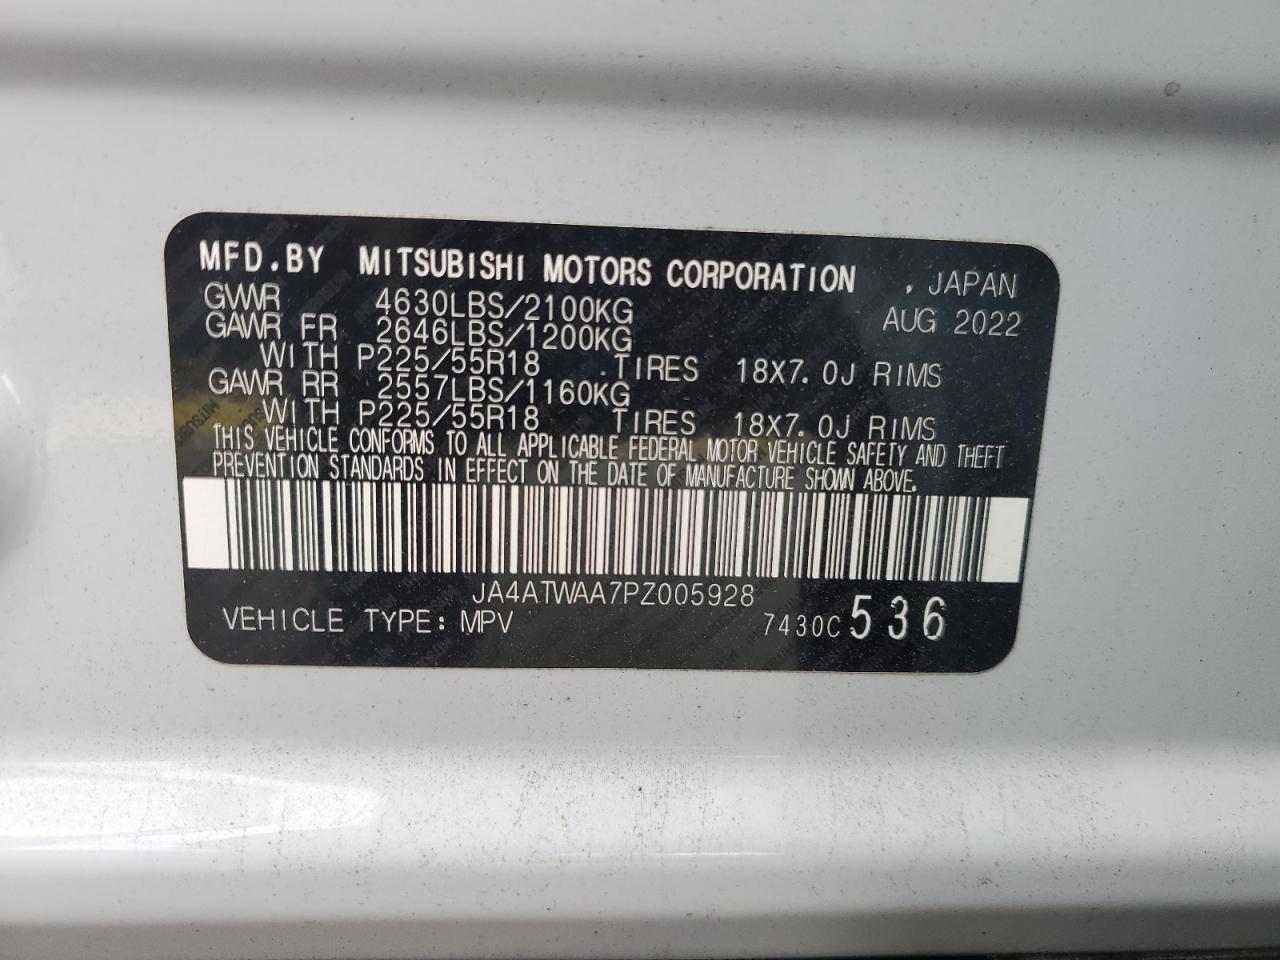 MFD.BY MITSUBISHI MOTORS CORPORATION , JAPAN
GVWR 4630LBS/2100KG AUG 2022
GAWR FR 2646LBS/1200KG
WITH P225/55R18 TIRES 18X7.0J RIMS
GAWR RR 2557LBS/1160KG
WITH P225/55R18 TIRES 18X7.0J RIMS
THIS VEHICLE CONFORMS TO ALL APPLICABLE FEDERAL MOTOR VEHICLE SAFETY AND THEFT
PREVENTION STANDARDS IN EFFECT ON THE DATE OF MANUFACTURE SHOWN ABOVE.
JA4ATWAA7PZ005928
VEHICLE TYPE: MPV 7430C 536